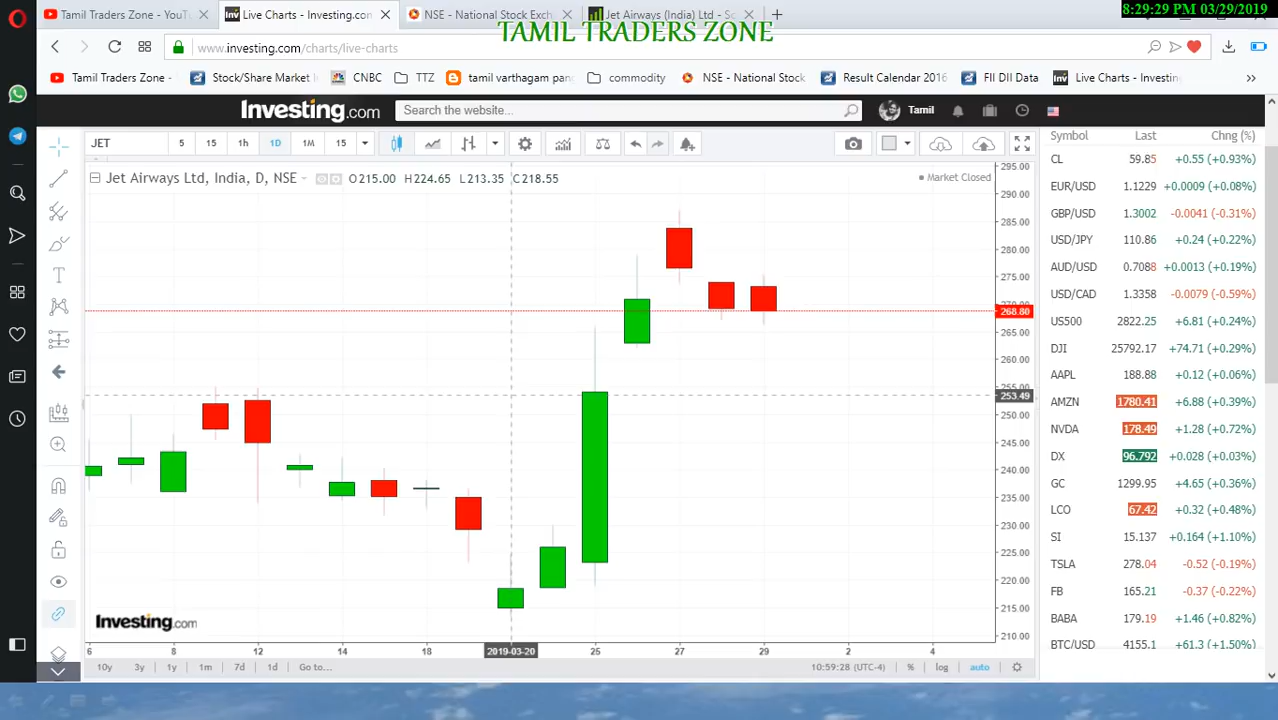 Tamil Traders Zone - YouTu
Live Charts - Investing.com
NSE - National Stock Exch
Jet Airways (India) Ltd - Sc
8:29:29 PM 03/29/2019
TAMIL TRADERS ZONE
www.investing.com/charts/live-charts
Tamil Traders Zone -
Stock/Share Market I
CNBC
TTZ
tamil varthagam pan
commodity
NSE - National Stock
Result Calendar 2016
FII DII Data
Live Charts - Investing
Investing.com
Search the website...
Tamil
JET
5
15
1h
1D
1M
15
Jet Airways Ltd, India, D, NSE
O 215.00 H 224.65 L 213.35 C 218.55
Market Closed
295.00
290.00
285.00
280.00
275.00
268.80
265.00
260.00
255.00
253.49
250.00
245.00
240.00
235.00
230.00
225.00
220.00
215.00
210.00
Investing.com
6 8 12 14 18 2019-03-20 25 27 29 2 4
10y 3y 1y 1m 7d 1d Go to...
10:59:28 (UTC-4) % log auto
Symbol Last Chng (%)
CL 59.85 +0.55 (+0.93%)
EUR/USD 1.1229 +0.0009 (+0.08%)
GBP/USD 1.3002 -0.0041 (-0.31%)
USD/JPY 110.86 +0.24 (+0.22%)
AUD/USD 0.7088 +0.0013 (+0.19%)
USD/CAD 1.3358 -0.0079 (-0.59%)
US500 2822.25 +6.81 (+0.24%)
DJI 25792.17 +74.71 (+0.29%)
AAPL 188.88 +0.12 (+0.06%)
AMZN 1780.41 +6.88 (+0.39%)
NVDA 178.49 +1.28 (+0.72%)
DX 96.792 +0.028 (+0.03%)
GC 1299.95 +4.65 (+0.36%)
LCO 67.42 +0.32 (+0.48%)
SI 15.137 +0.164 (+1.10%)
TSLA 278.04 -0.52 (-0.19%)
FB 165.21 -0.37 (-0.22%)
BABA 179.19 +1.46 (+0.82%)
BTC/USD 4155.1 +61.3 (+1.50%)